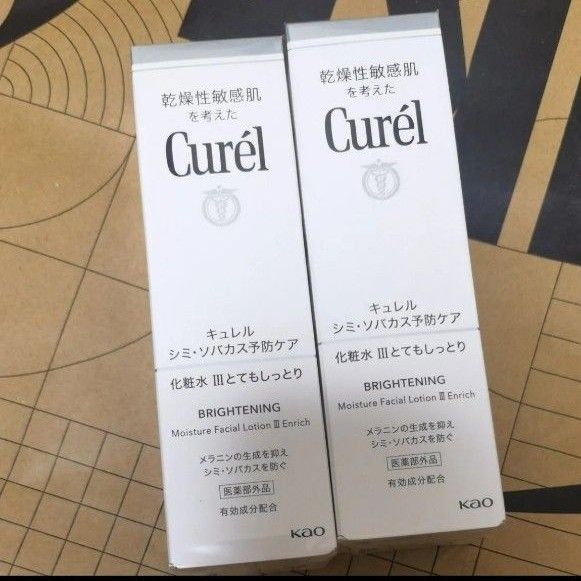 乾燥性敏感肌
を考えた
Curél
キュレル
シミ・ソバカス予防ケア
化粧水 IIIとてもしっとり
BRIGHTENING
Moisture Facial Lotion III Enrich
メラニンの生成を抑え
シミ・ソバカスを防ぐ
医薬部外品
有効成分配合
Kao
乾燥性敏感肌
を考えた
Curél
キュレル
シミ・ソバカス予防ケア
化粧水 IIIとてもしっとり
BRIGHTENING
Moisture Facial Lotion III Enrich
メラニンの生成を抑え
シミ・ソバカスを防ぐ
医薬部外品
有効成分配合
Kao